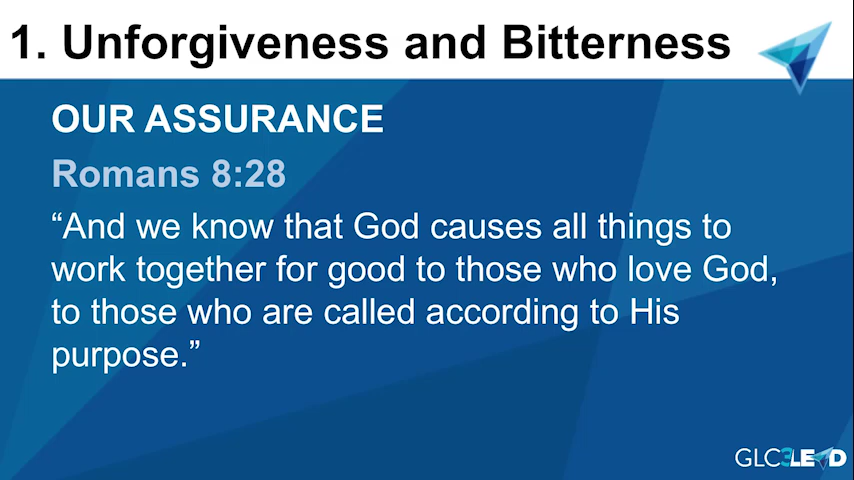 1. Unforgiveness and Bitterness
OUR ASSURANCE
Romans 8:28
“And we know that God causes all things to
work together for good to those who love God,
to those who are called according to His
purpose.”
GLC3LEAD